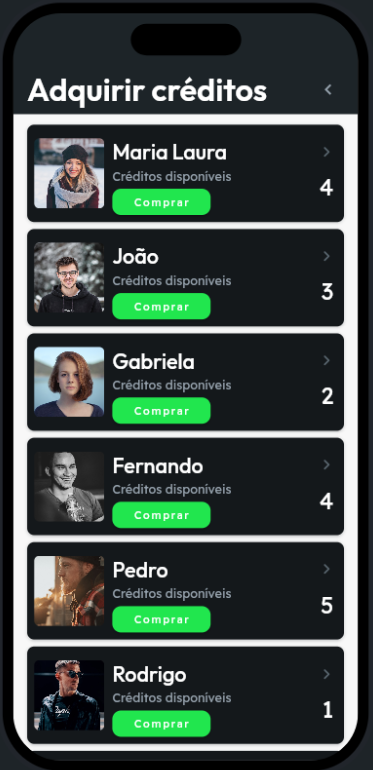 Adquirir créditos
Maria Laura
Créditos disponíveis
4
Comprar
João
Créditos disponíveis
3
Comprar
Gabriela
Créditos disponíveis
2
Comprar
Fernando
Créditos disponíveis
4
Comprar
Pedro
Créditos disponíveis
5
Comprar
Rodrigo
Créditos disponíveis
1
Comprar